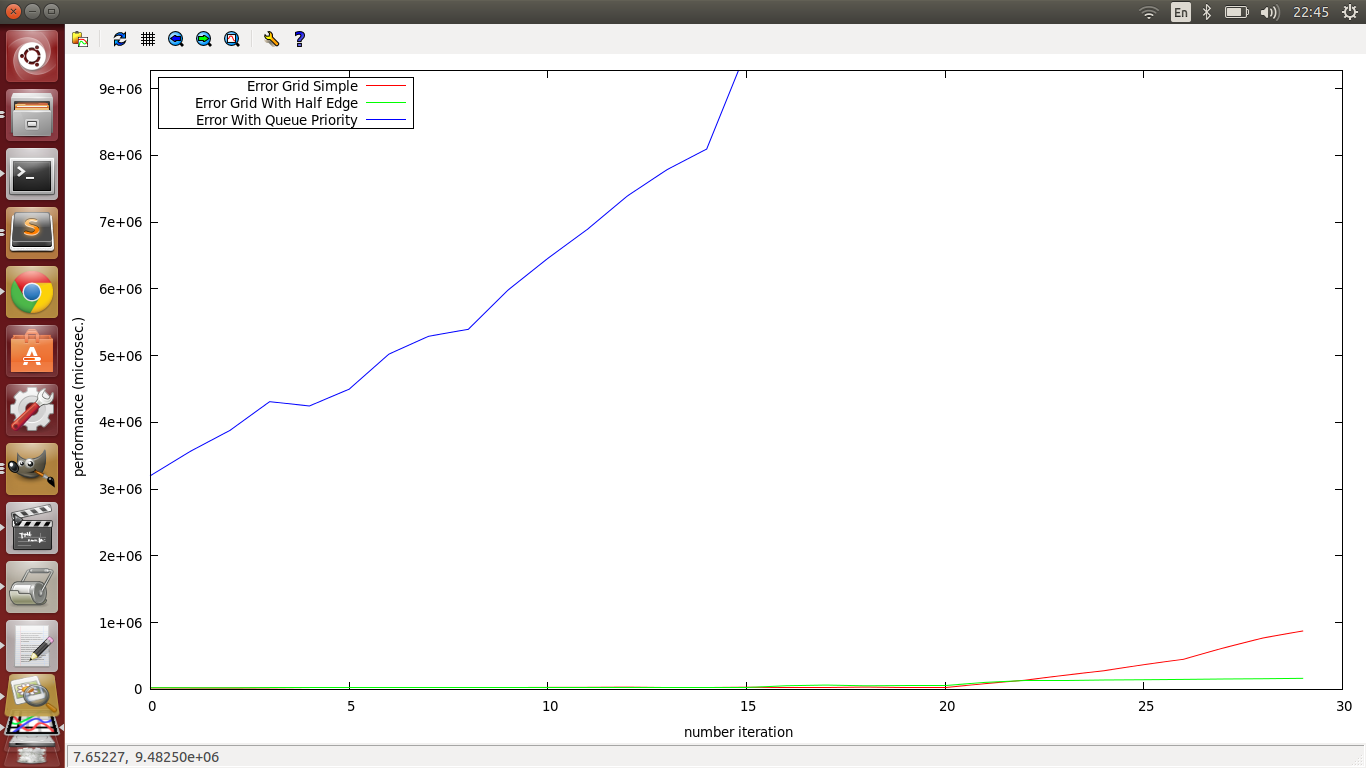 En
22:45
Error Grid Simple
Error Grid With Half Edge
Error With Queue Priority
9e+06
8e+06
7e+06
6e+06
5e+06
4e+06
3e+06
2e+06
1e+06
0
performance (microsec.)
0 5 10 15 20 25 30
number iteration
7.65227, 9.48250e+06